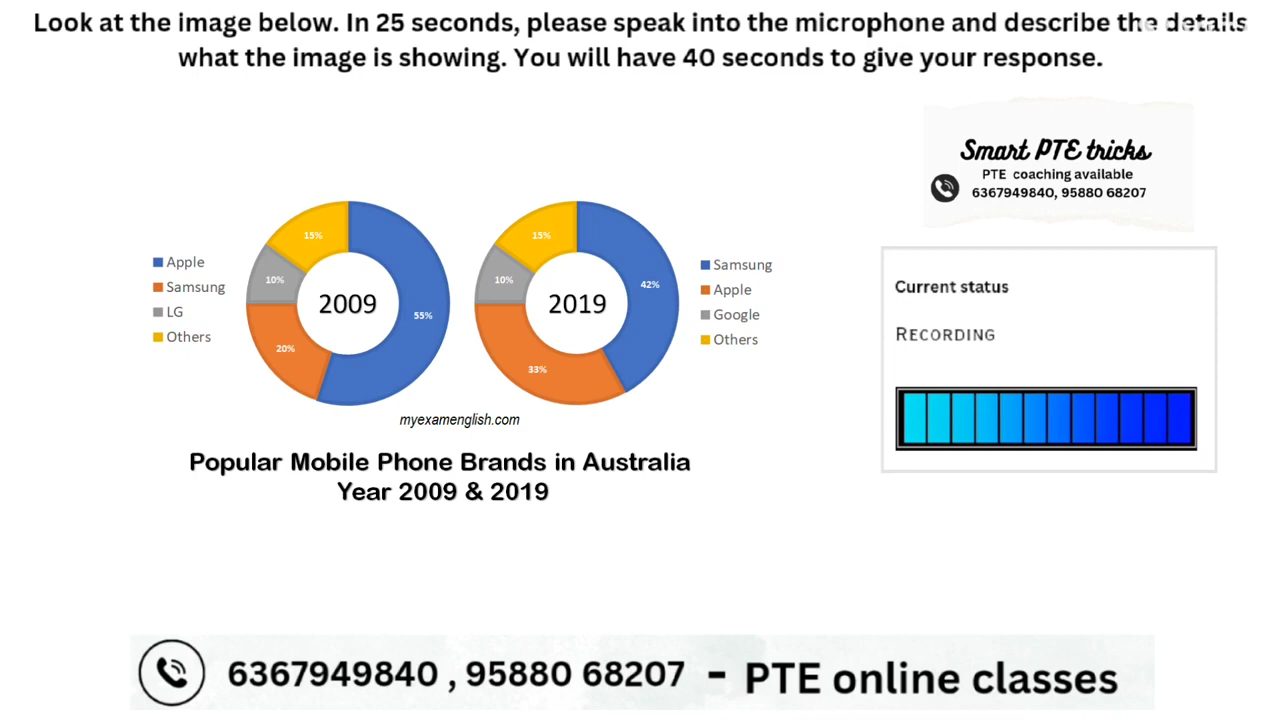 Look at the image below. In 25 seconds, please speak into the microphone and describe the details
what the image is showing. You will have 40 seconds to give your response.
Smart PTE tricks
PTE coaching available
6367949840, 95880 68207
Apple
Samsung
LG
Others
15%
10%
20%
55%
2009
15%
10%
33%
42%
2019
Samsung
Apple
Google
Others
myexamenglish.com
Popular Mobile Phone Brands in Australia
Year 2009 & 2019
Current status
RECORDING
6367949840 , 95880 68207 - PTE online classes